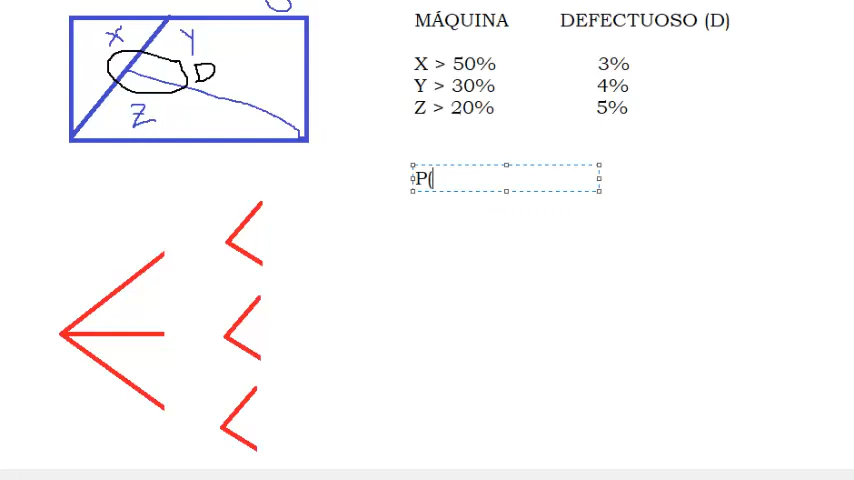 MÁQUINA DEFECTUOSO (D)
X > 50% 3%
Y > 30% 4%
Z > 20% 5%
P(
X
Y
D
Z